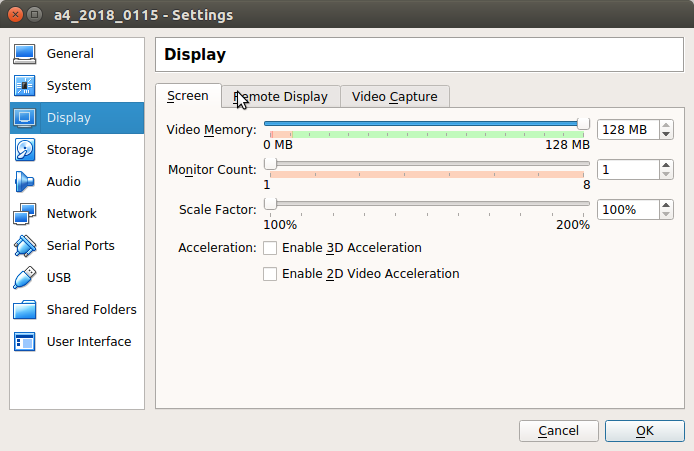 a4_2018_0115 - Settings
General
System
Display
Storage
Audio
Network
Serial Ports
USB
Shared Folders
User Interface
Display
Screen Remote Display Video Capture
Video Memory: 128 MB
0 MB 128 MB
Monitor Count: 1
1 8
Scale Factor: 100%
100% 200%
Acceleration: Enable 3D Acceleration
Enable 2D Video Acceleration
Cancel OK